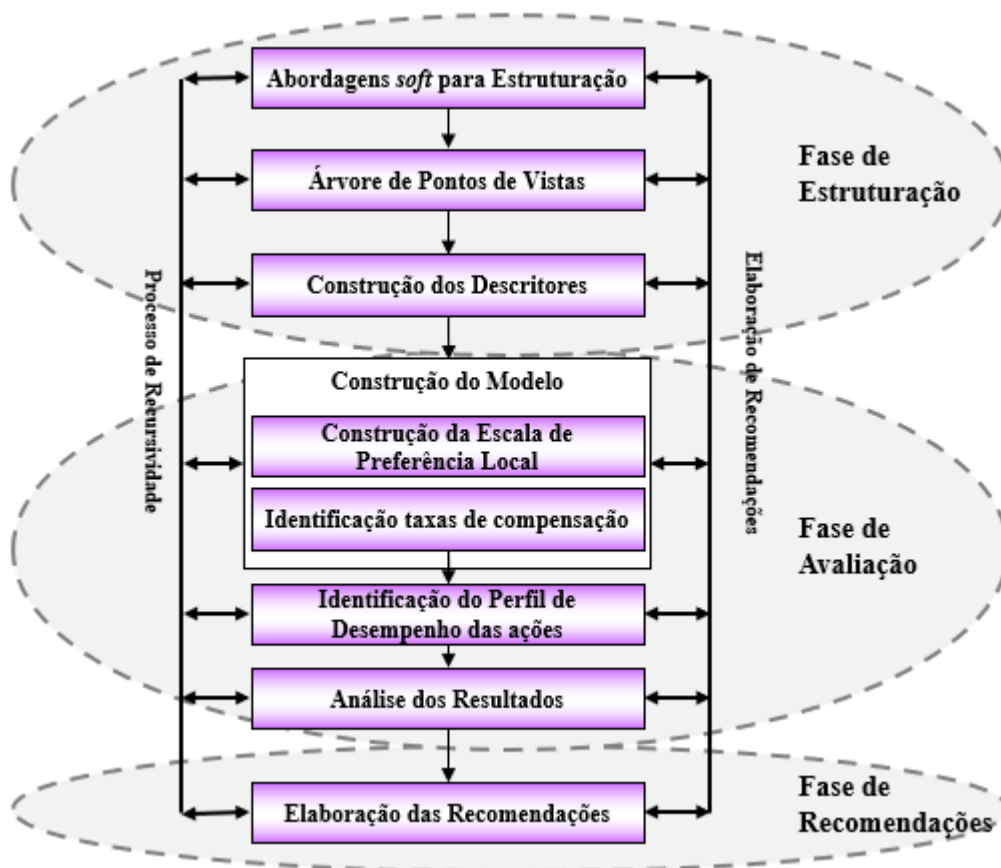 Abordagens soft para Estruturação
Árvore de Pontos de Vistas
Fase de
Estruturação
Construção dos Descritores
Processo de Recursividade
Elaboração de Recomendações
Construção do Modelo
Construção da Escala de
Preferência Local
Identificação taxas de compensação
Fase de
Avaliação
Identificação do Perfil de
Desempenho das ações
Análise dos Resultados
Elaboração das Recomendações
Fase de
Recomendações